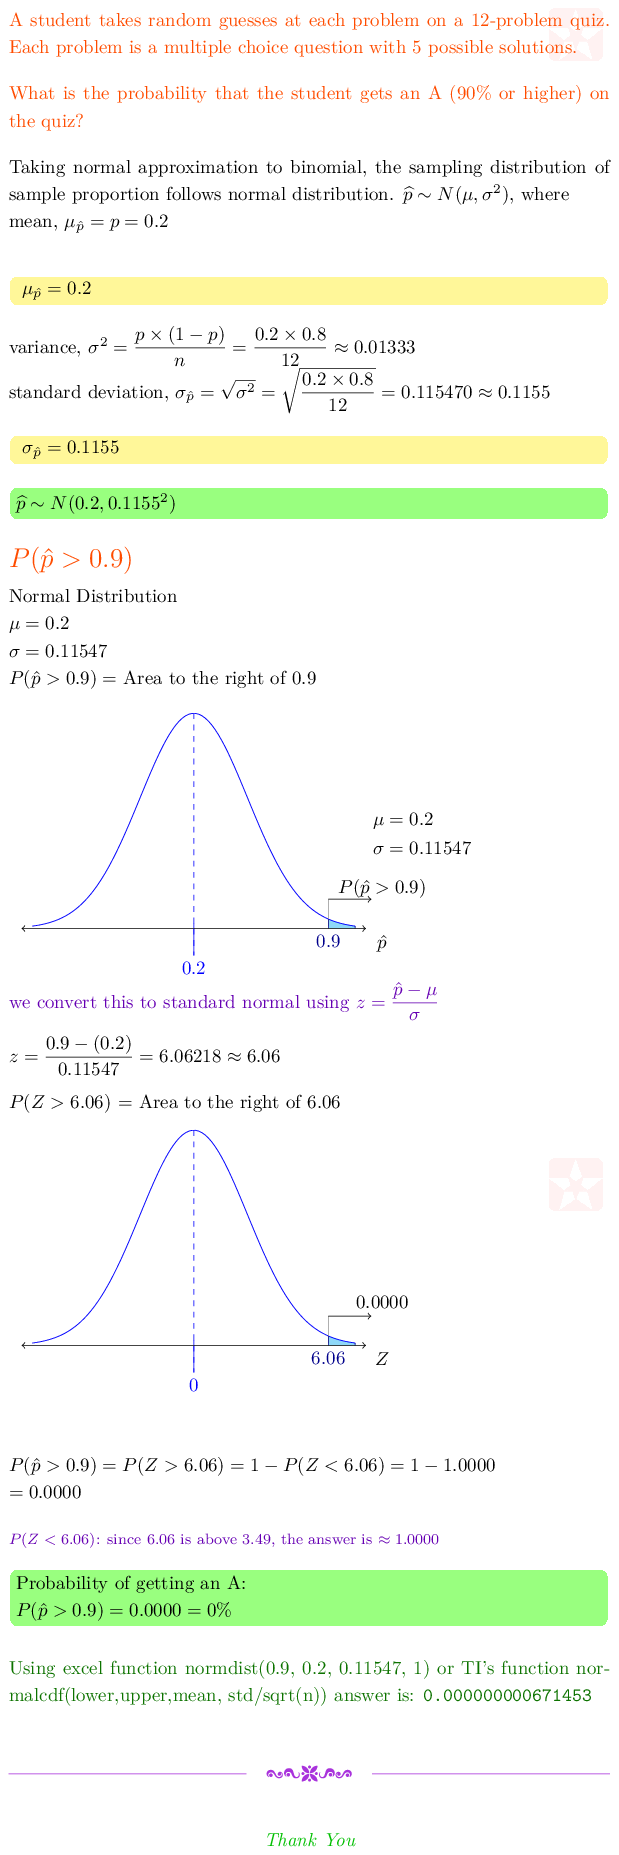 A student takes random guesses at each problem on a 12-problem quiz.
Each problem is a multiple choice question with 5 possible solutions.
What is the probability that the student gets an A (90% or higher) on
the quiz?
Taking normal approximation to binomial, the sampling distribution of
sample proportion follows normal distribution. p̂ ∼ N(μ, σ²), where
mean, μ_p̂ = p = 0.2
μ_p̂ = 0.2
variance, σ² = (p × (1 − p))/n = (0.2 × 0.8)/12 ≈ 0.01333
standard deviation, σ_p̂ = √σ² = √((0.2 × 0.8)/12) = 0.115470 ≈ 0.1155
σ_p̂ = 0.1155
p̂ ∼ N(0.2, 0.1155²)
P(p̂ > 0.9)
Normal Distribution
μ = 0.2
σ = 0.11547
P(p̂ > 0.9) = Area to the right of 0.9
μ = 0.2
σ = 0.11547
P(p̂ > 0.9)
0.9
p̂
0.2
we convert this to standard normal using z = (p̂ − μ)/σ
z = (0.9 − (0.2))/0.11547 = 6.06218 ≈ 6.06
P(Z > 6.06) = Area to the right of 6.06
0.0000
6.06
Z
0
P(p̂ > 0.9) = P(Z > 6.06) = 1 − P(Z < 6.06) = 1 − 1.0000
= 0.0000
P(Z < 6.06): since 6.06 is above 3.49, the answer is ≈ 1.0000
Probability of getting an A:
P(p̂ > 0.9) = 0.0000 = 0%
Using excel function normdist(0.9, 0.2, 0.11547, 1) or TI's function nor-
malcdf(lower,upper,mean, std/sqrt(n)) answer is: 0.000000000671453
Thank You